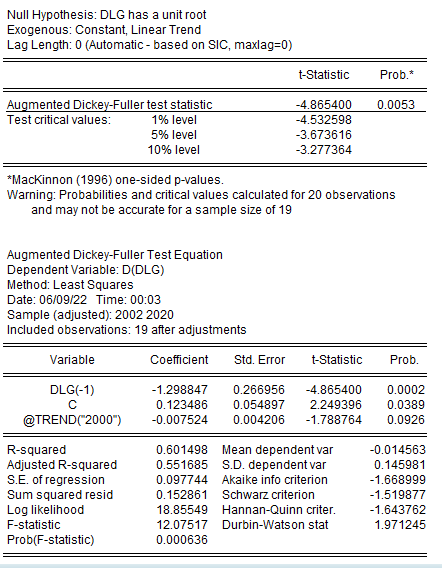 Null Hypothesis: DLG has a unit root
Exogenous: Constant, Linear Trend
Lag Length: 0 (Automatic - based on SIC, maxlag=0)
t-Statistic Prob.*
Augmented Dickey-Fuller test statistic -4.865400 0.0053
Test critical values: 1% level -4.532598
5% level -3.673616
10% level -3.277364
*MacKinnon (1996) one-sided p-values.
Warning: Probabilities and critical values calculated for 20 observations
and may not be accurate for a sample size of 19
Augmented Dickey-Fuller Test Equation
Dependent Variable: D(DLG)
Method: Least Squares
Date: 06/09/22 Time: 00:03
Sample (adjusted): 2002 2020
Included observations: 19 after adjustments
Variable Coefficient Std. Error t-Statistic Prob.
DLG(-1) -1.298847 0.266956 -4.865400 0.0002
C 0.123486 0.054897 2.249396 0.0389
@TREND("2000") -0.007524 0.004206 -1.788764 0.0926
R-squared 0.601498 Mean dependent var -0.014563
Adjusted R-squared 0.551685 S.D. dependent var 0.145981
S.E. of regression 0.097744 Akaike info criterion -1.668999
Sum squared resid 0.152861 Schwarz criterion -1.519877
Log likelihood 18.85549 Hannan-Quinn criter. -1.643762
F-statistic 12.07517 Durbin-Watson stat 1.971245
Prob(F-statistic) 0.000636